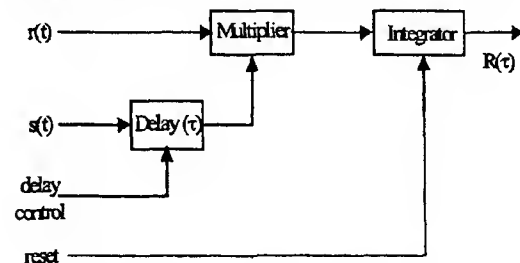 r(t)
Multiplier
Integrator
R(τ)
s(t)
Delay (τ)
delay
control
reset